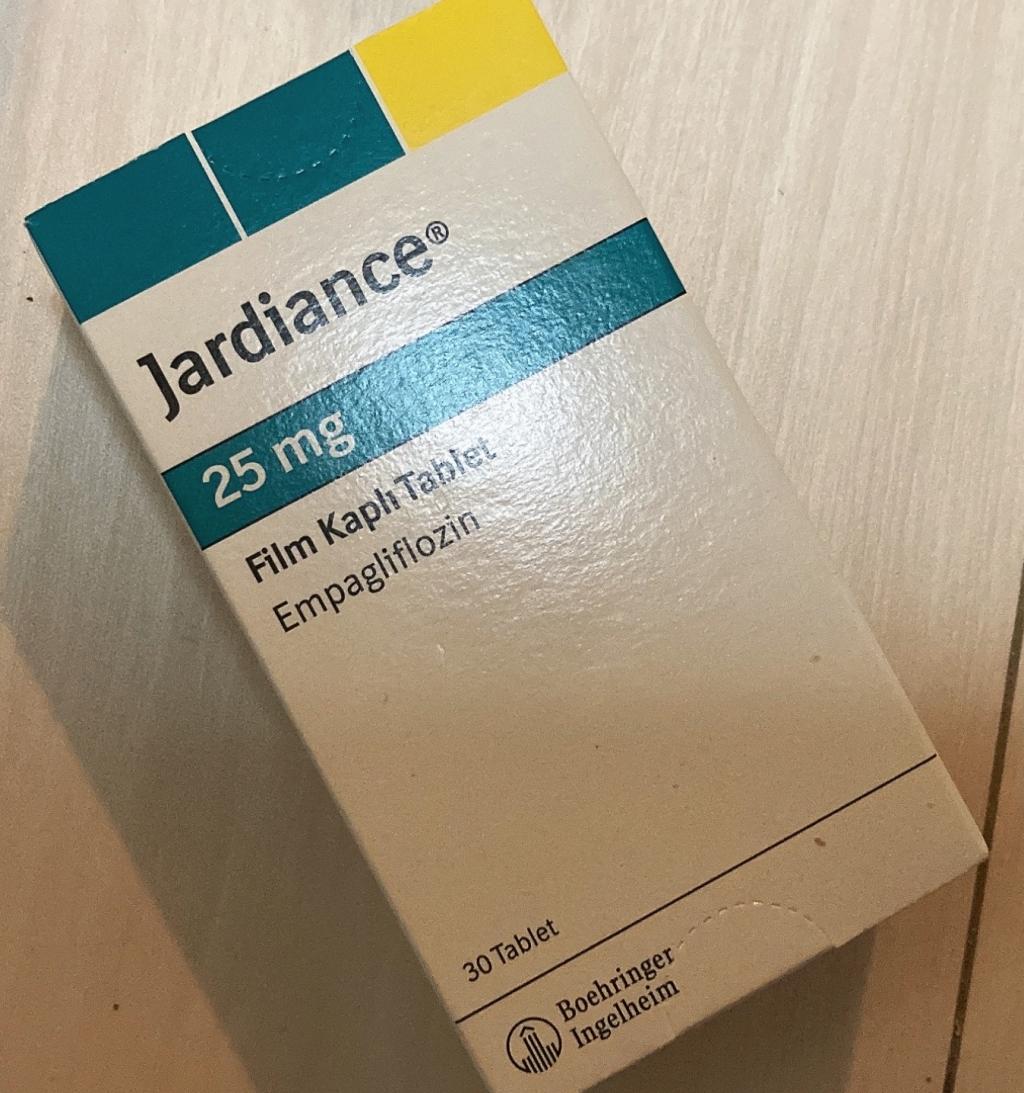 Jardiance®
25 mg
Film Kaplı Tablet
Empagliflozin
30 Tablet
Boehringer
Ingelheim